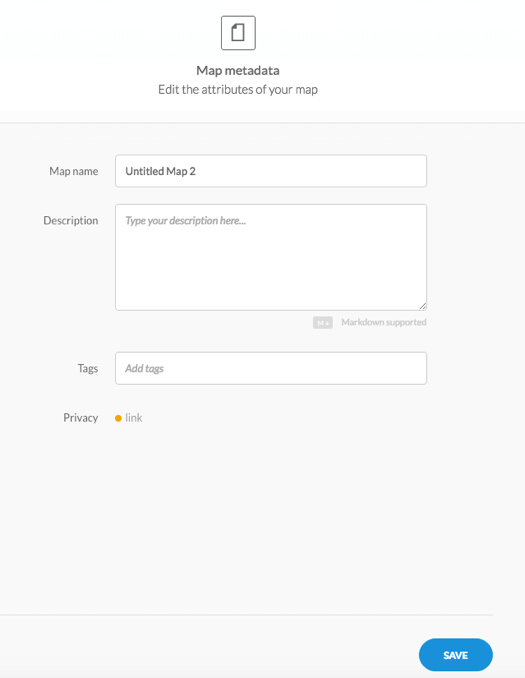 Map metadata
Edit the attributes of your map
Map name
Untitled Map 2
Description
Type your description here...
M↓ Markdown supported
Tags
Add tags
Privacy
link
SAVE